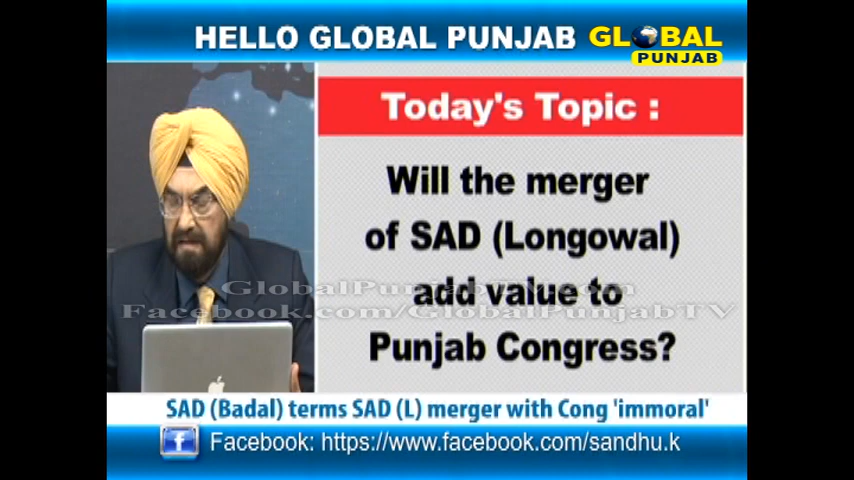 HELLO GLOBAL PUNJAB
GLOBAL
PUNJAB
Today's Topic :
Will the merger
of SAD (Longowal)
add value to
Punjab Congress?
GlobalPunjabTV.com
Facebook.com/GlobalPunjabTV
SAD (Badal) terms SAD (L) merger with Cong 'immoral'
Facebook: https://www.facebook.com/sandhu.k